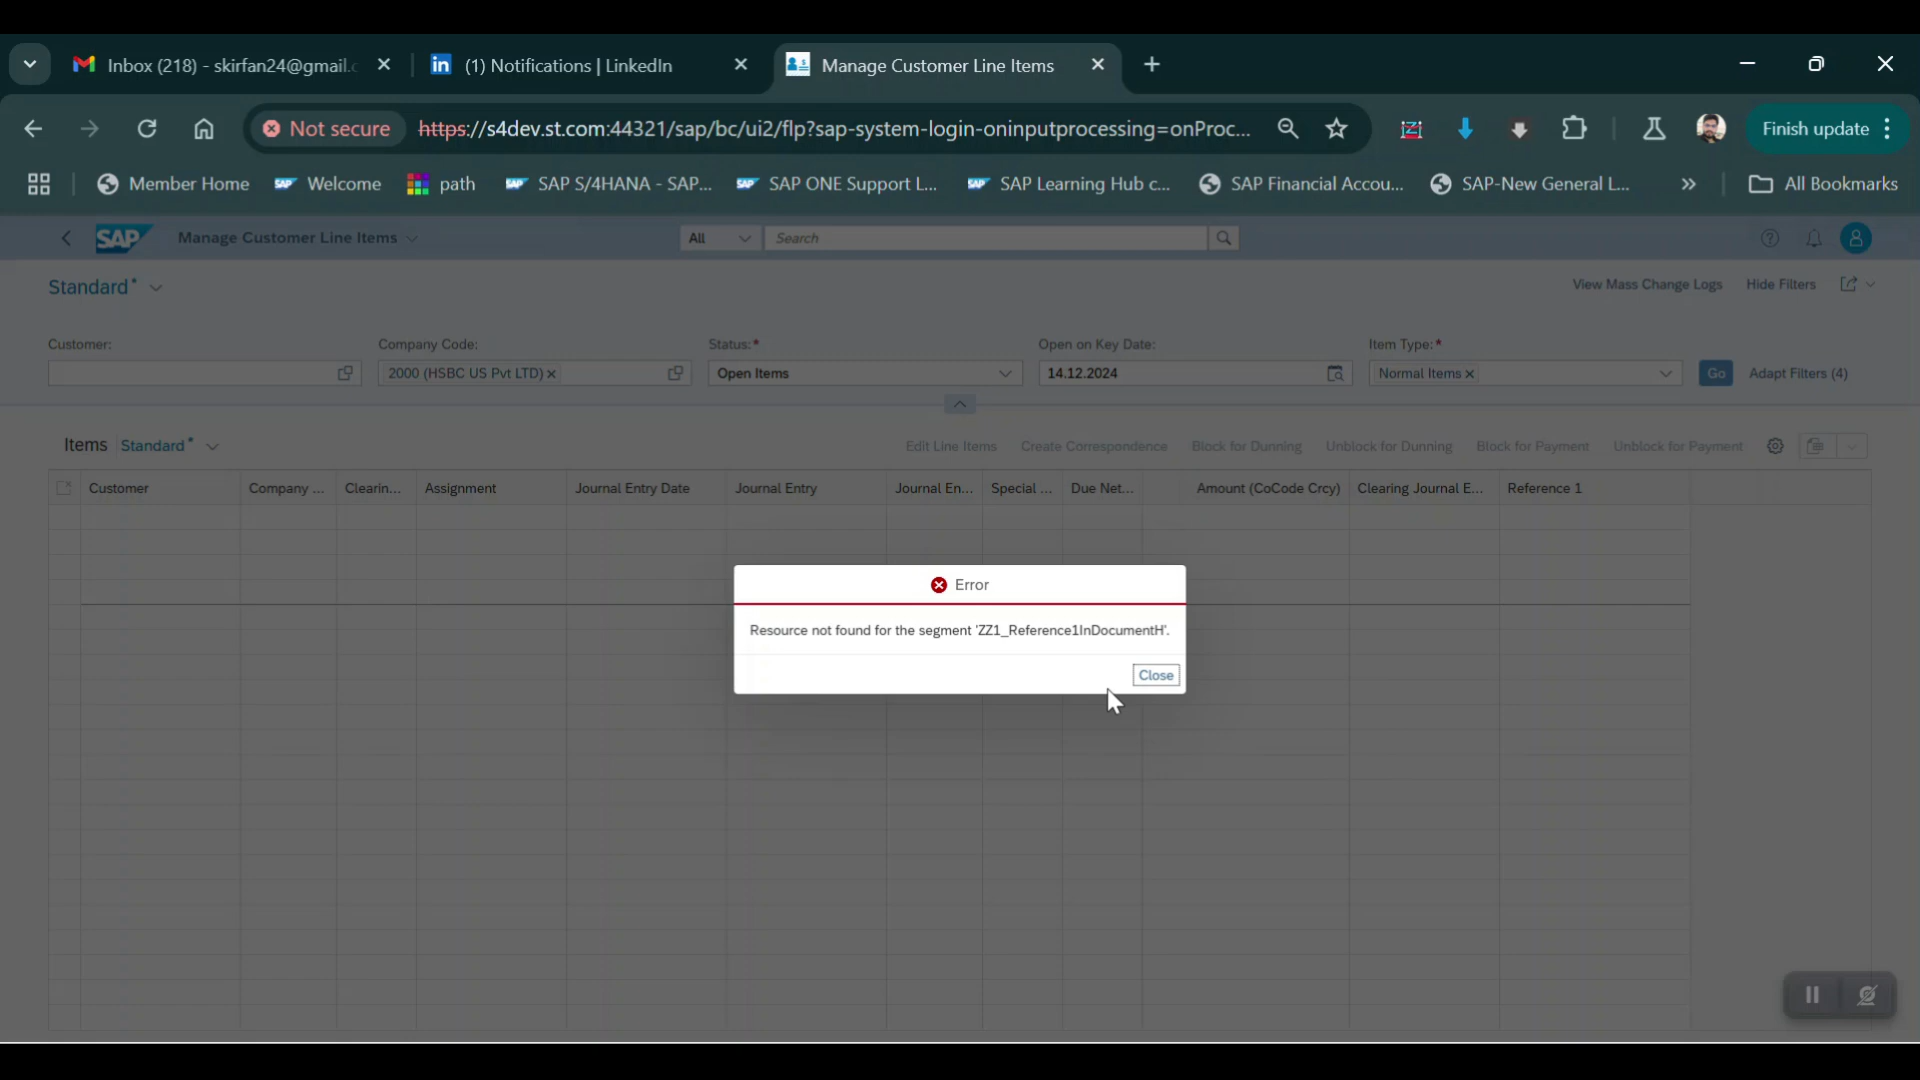 Inbox (218) - skirfan24@gmail.c
(1) Notifications | LinkedIn
Manage Customer Line Items
Not secure
https://s4dev.st.com:44321/sap/bc/ui2/flp?sap-system-login-oninputprocessing=onProc...
Finish update
Member Home
Welcome
path
SAP S/4HANA - SAP...
SAP ONE Support L...
SAP Learning Hub c...
SAP Financial Accou...
SAP-New General L...
All Bookmarks
SAP
Manage Customer Line Items
All
Search
Standard*
View Mass Change Logs
Hide Filters
Customer:
Company Code:
Status:*
Open on Key Date:
Item Type:*
2000 (HSBC US Pvt LTD)
Open Items
14.12.2024
Normal Items
Go
Adapt Filters (4)
Items
Standard*
Edit Line Items
Create Correspondence
Block for Dunning
Unblock for Dunning
Block for Payment
Unblock for Payment
Customer
Company ...
Clearin...
Assignment
Journal Entry Date
Journal Entry
Journal En...
Special ...
Due Net...
Amount (CoCode Crcy)
Clearing Journal E...
Reference 1
Error
Resource not found for the segment 'ZZ1_Reference1InDocumentH'.
Close